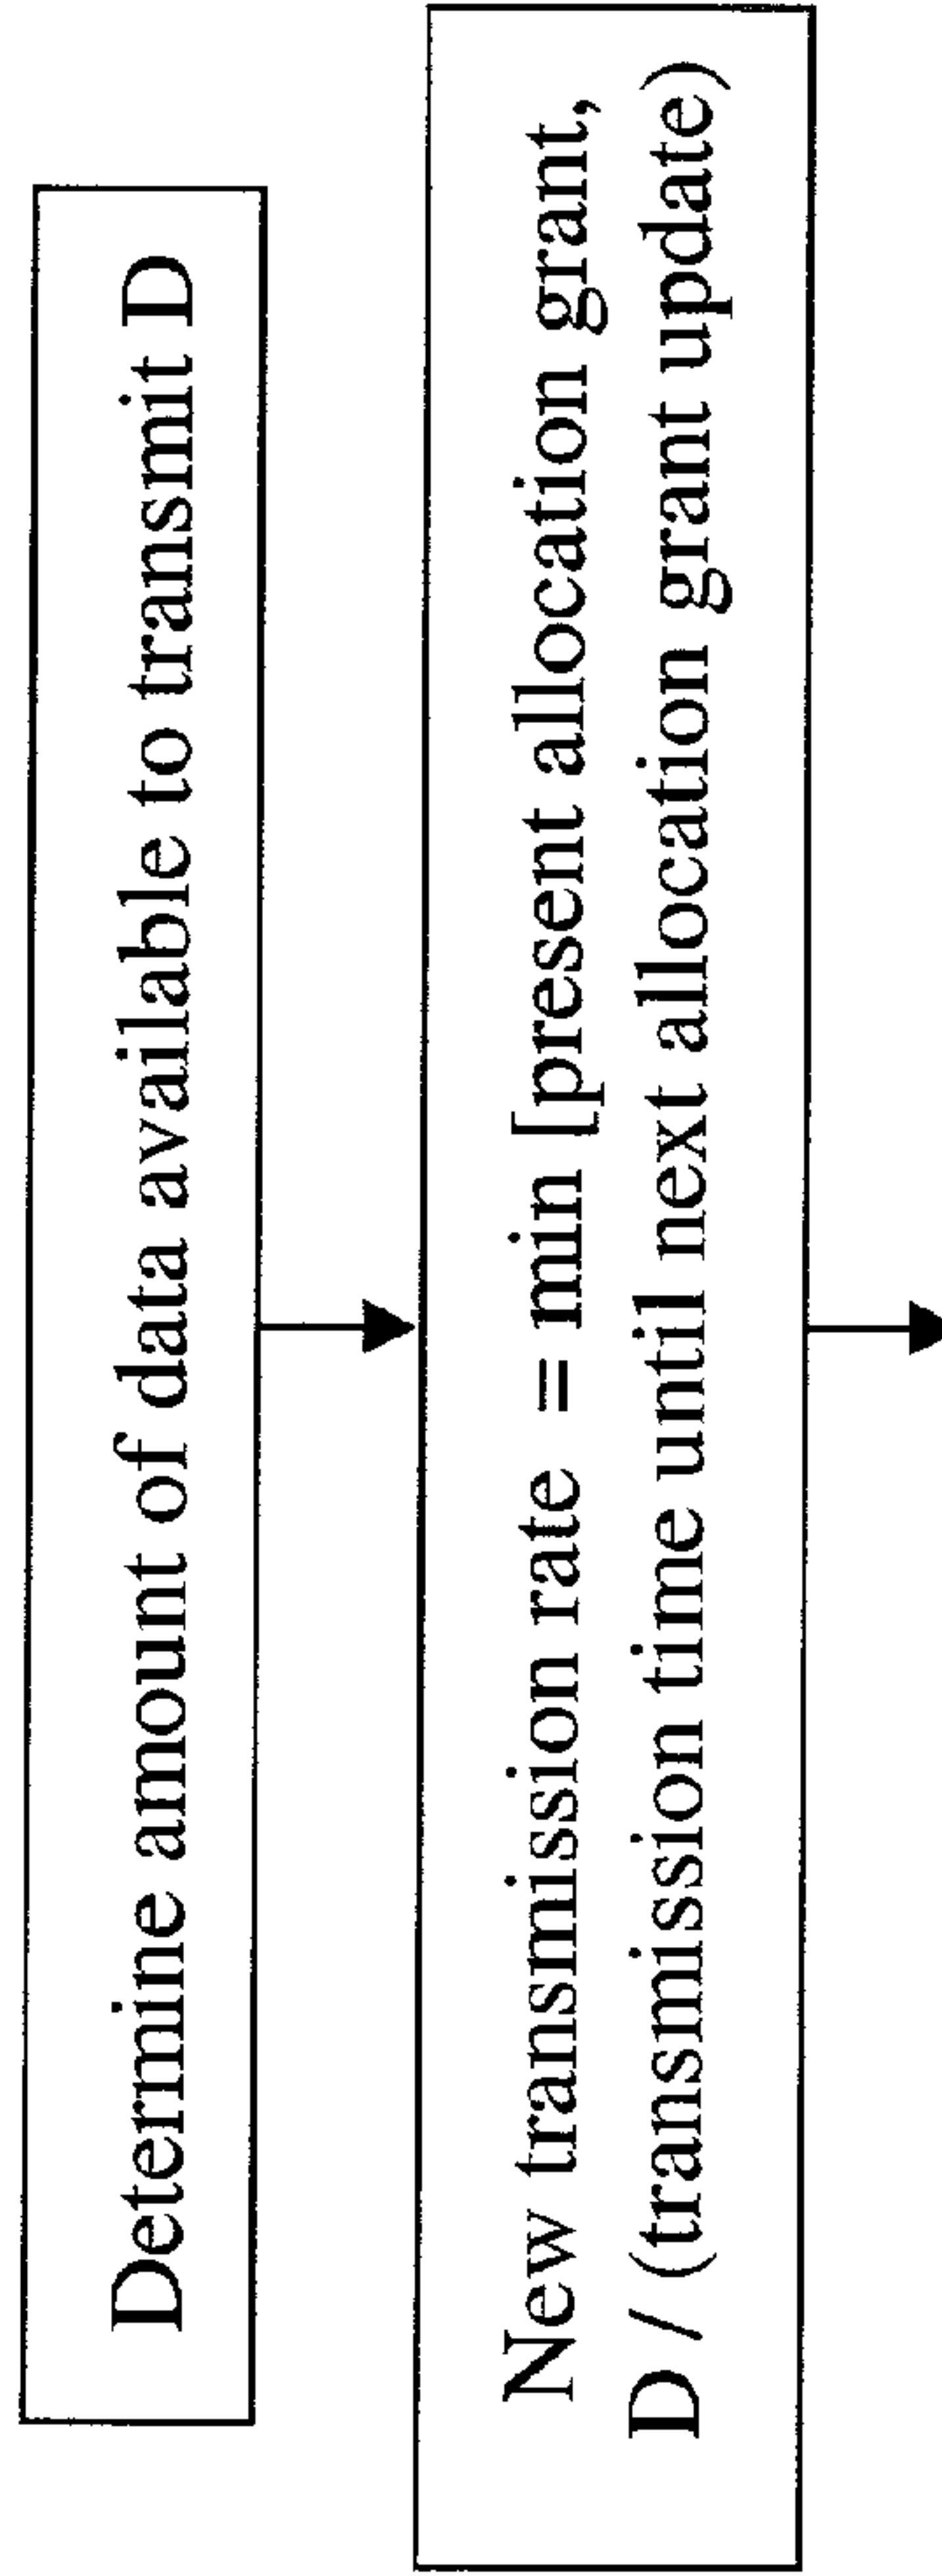 Determine amount of data available to transmit D
New transmission rate = min [present allocation grant,
D / (transmission time until next allocation grant update)